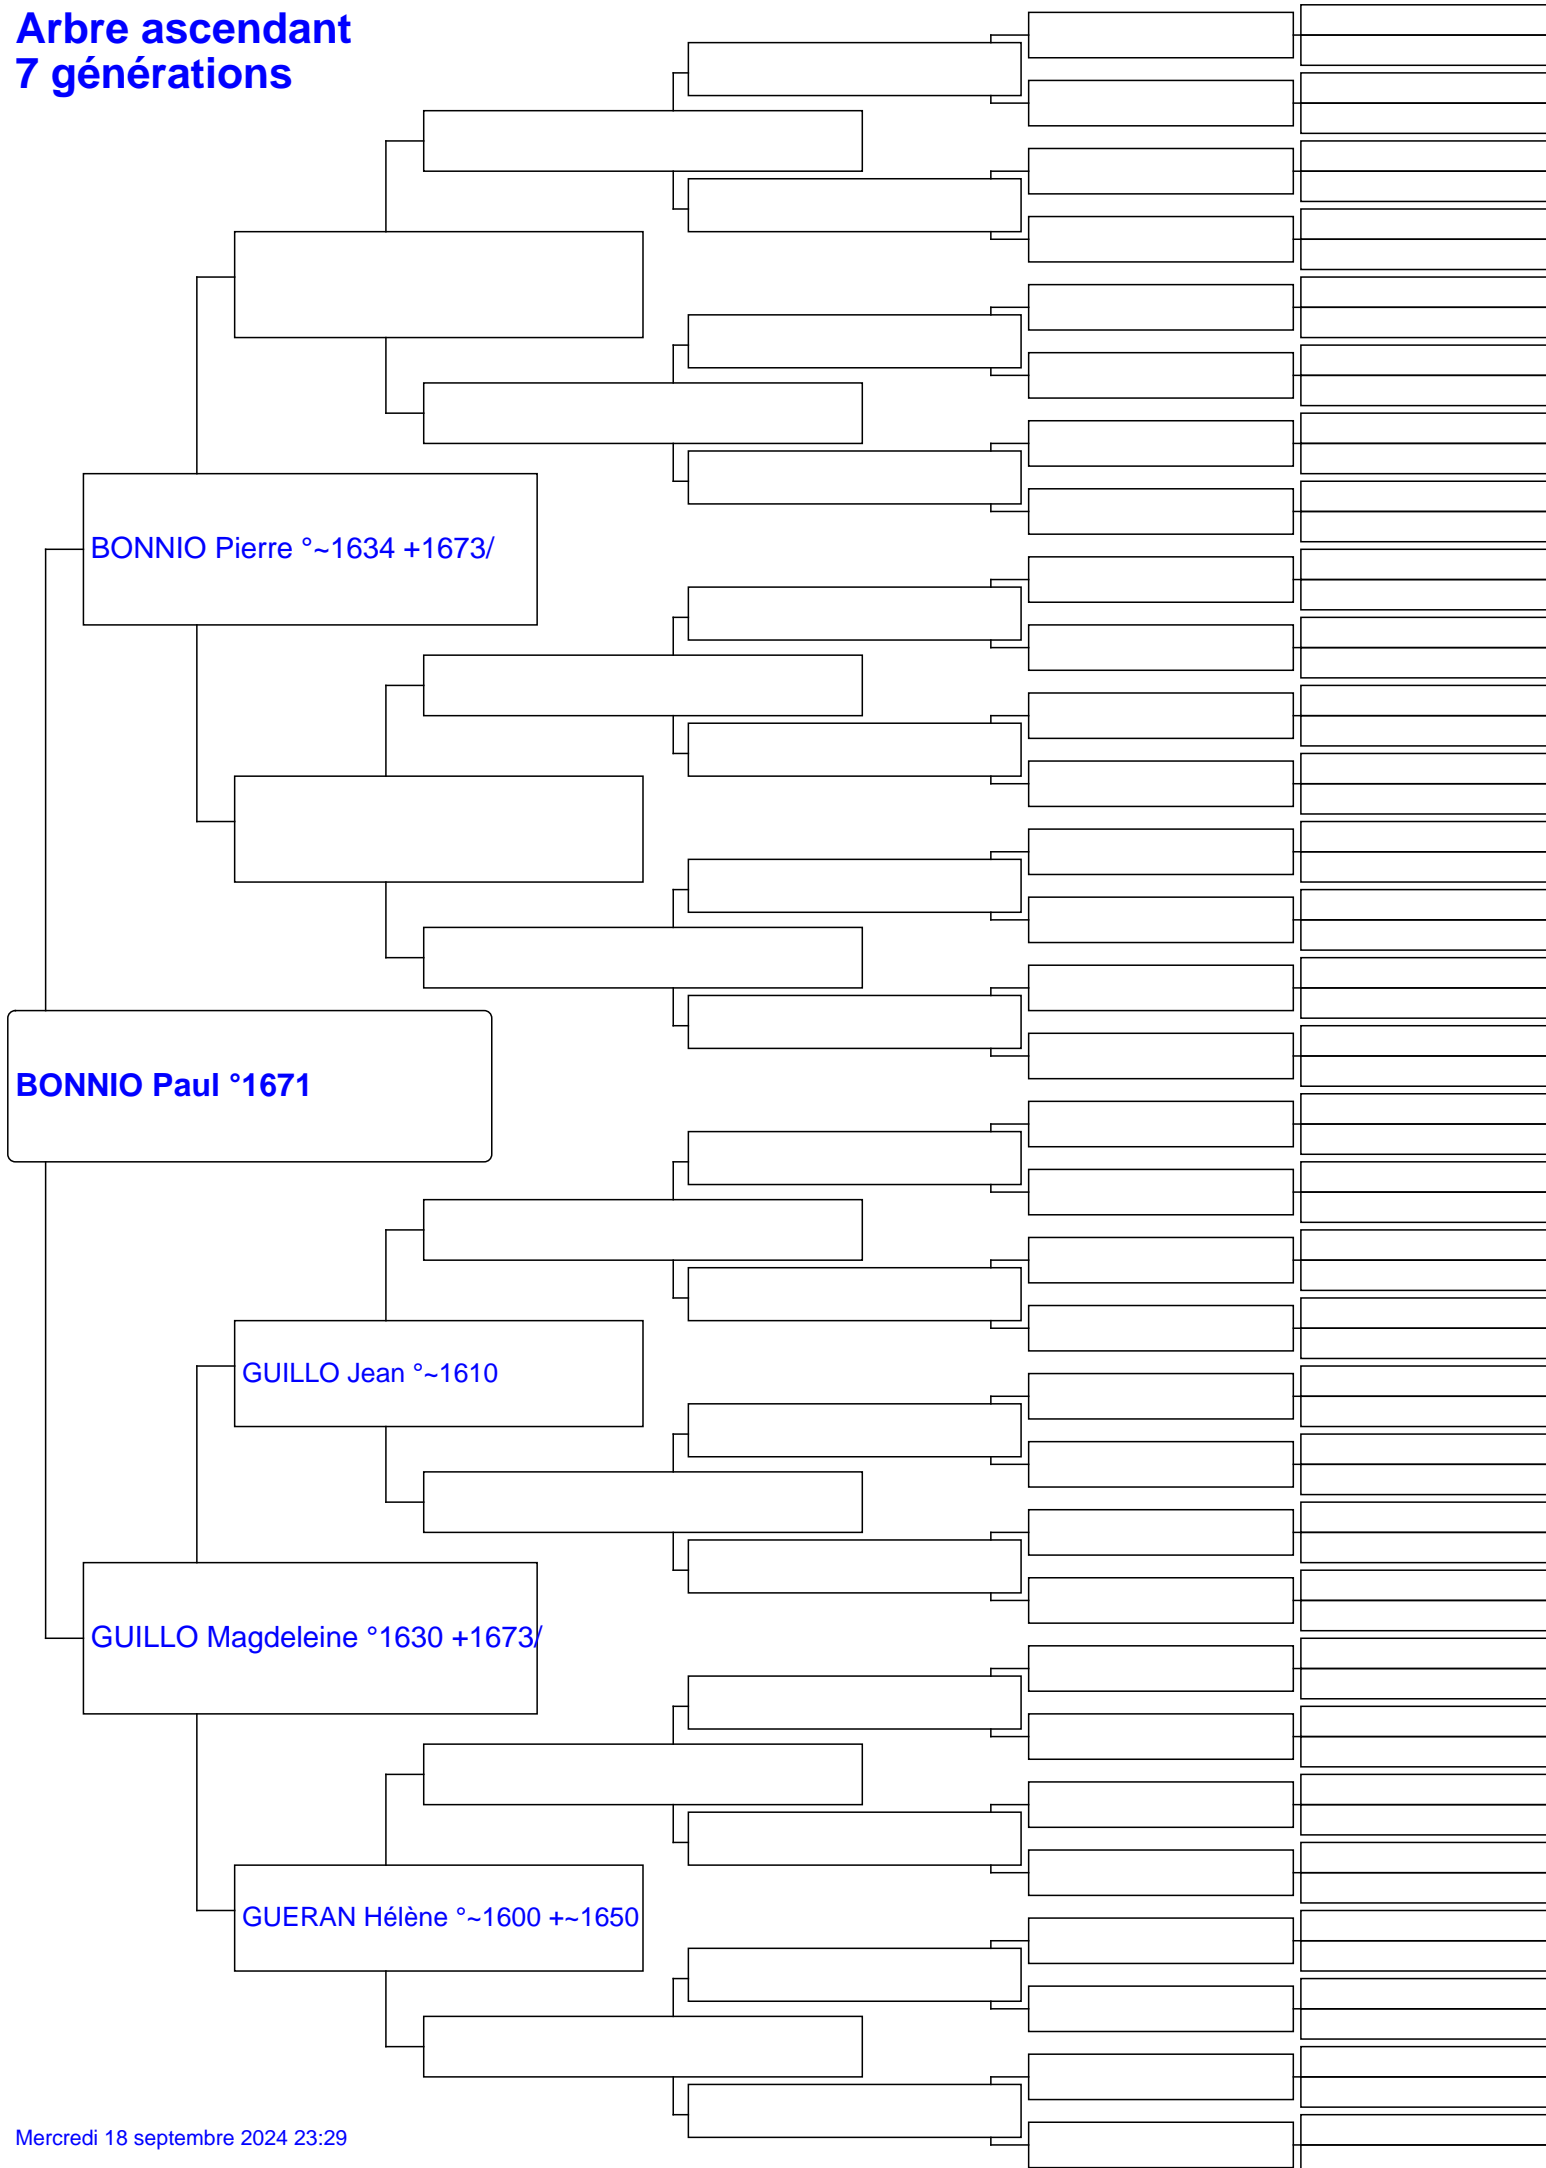 Arbre ascendant
7 générations
BONNIO Pierre °~1634 +1673/
BONNIO Paul °1671
GUILLO Jean °~1610
GUILLO Magdeleine °1630 +1673/
GUERAN Hélène °~1600 +~1650
Mercredi 18 septembre 2024 23:29